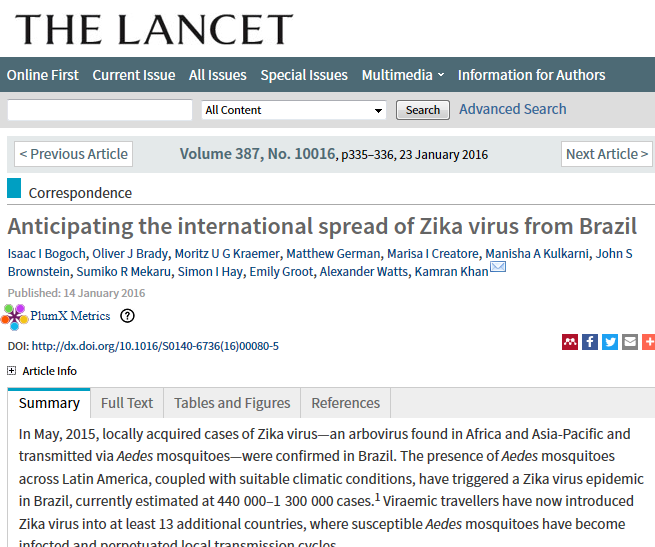 THE LANCET
Online First Current Issue All Issues Special Issues Multimedia Information for Authors
All Content Search Advanced Search
< Previous Article Volume 387, No. 10016, p335–336, 23 January 2016 Next Article >
Correspondence
Anticipating the international spread of Zika virus from Brazil
Isaac I Bogoch, Oliver J Brady, Moritz U G Kraemer, Matthew German, Marisa I Creatore, Manisha A Kulkarni, John S
Brownstein, Sumiko R Mekaru, Simon I Hay, Emily Groot, Alexander Watts, Kamran Khan
Published: 14 January 2016
PlumX Metrics ?
DOI: http://dx.doi.org/10.1016/S0140-6736(16)00080-5
Article Info
Summary Full Text Tables and Figures References
In May, 2015, locally acquired cases of Zika virus—an arbovirus found in Africa and Asia-Pacific and
transmitted via Aedes mosquitoes—were confirmed in Brazil. The presence of Aedes mosquitoes
across Latin America, coupled with suitable climatic conditions, have triggered a Zika virus epidemic
in Brazil, currently estimated at 440 000–1 300 000 cases.1 Viraemic travellers have now introduced
Zika virus into at least 13 additional countries, where susceptible Aedes mosquitoes have become
infected and perpetuated local transmission cycles.